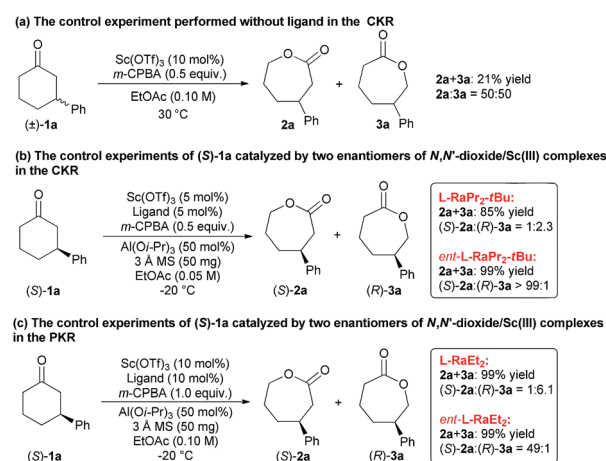 (a) The control experiment performed without ligand in the CKR
O
Ph
(±)-1a
Sc(OTf)3 (10 mol%)
m-CPBA (0.5 equiv.)
EtOAc (0.10 M)
30 °C
O
O
Ph
2a
+
O
O
Ph
3a
2a+3a: 21% yield
2a:3a = 50:50
(b) The control experiments of (S)-1a catalyzed by two enantiomers of N,N'-dioxide/Sc(III) complexes
in the CKR
O
Ph
(S)-1a
Sc(OTf)3 (5 mol%)
Ligand (5 mol%)
m-CPBA (0.5 equiv.)
Al(Oi-Pr)3 (50 mol%)
3 Å MS (50 mg)
EtOAc (0.05 M)
-20 °C
O
O
Ph
(S)-2a
+
O
O
Ph
(R)-3a
L-RaPr2-tBu:
2a+3a: 85% yield
(S)-2a:(R)-3a = 1:2.3
ent-L-RaPr2-tBu:
2a+3a: 99% yield
(S)-2a:(R)-3a > 99:1
(c) The control experiments of (S)-1a catalyzed by two enantiomers of N,N'-dioxide/Sc(III) complexes
in the PKR
O
Ph
(S)-1a
Sc(OTf)3 (10 mol%)
Ligand (10 mol%)
m-CPBA (1.0 equiv.)
Al(Oi-Pr)3 (50 mol%)
3 Å MS (50 mg)
EtOAc (0.10 M)
-20 °C
O
O
Ph
(S)-2a
+
O
O
Ph
(R)-3a
L-RaEt2:
2a+3a: 99% yield
(S)-2a:(R)-3a = 1:6.1
ent-L-RaEt2:
2a+3a: 99% yield
(S)-2a:(R)-3a = 49:1